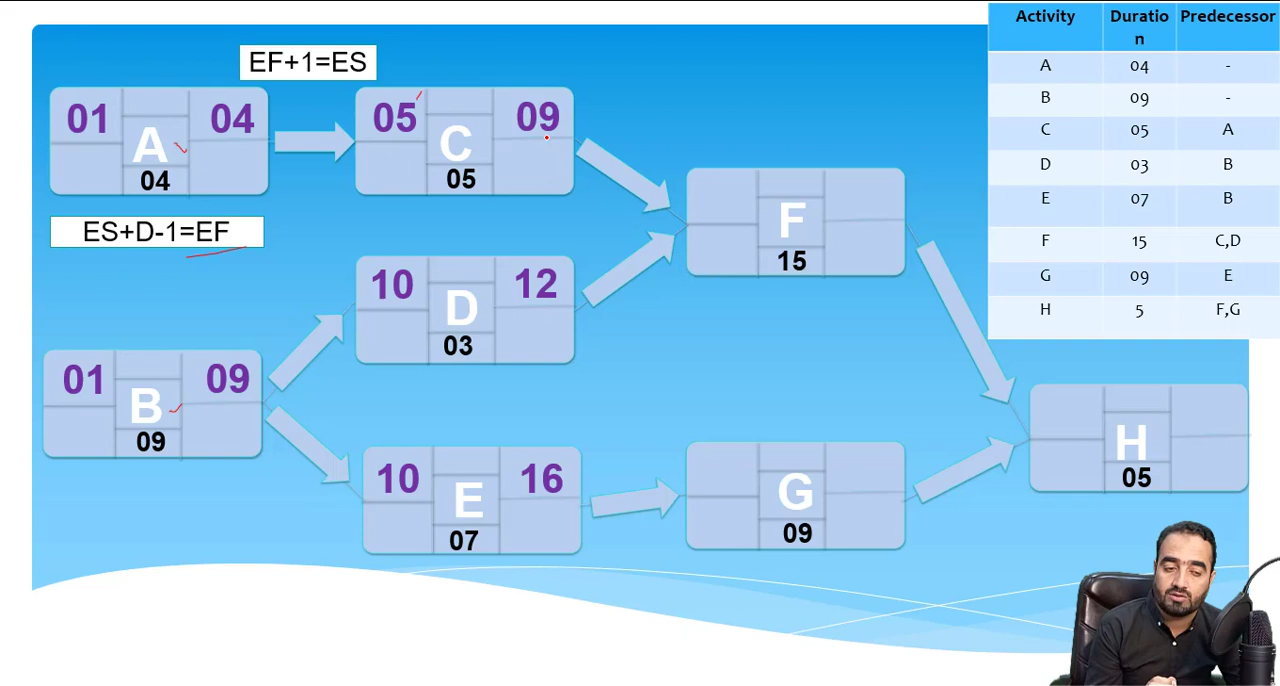 EF+1=ES
01 04
A
04
05 09
C
05
ES+D-1=EF
F
15
10 12
D
03
01 09
B
09
10 16
E
07
G
09
H
05
Activity Duratio Predecessor
n
A 04 -
B 09 -
C 05 A
D 03 B
E 07 B
F 15 C,D
G 09 E
H 5 F,G